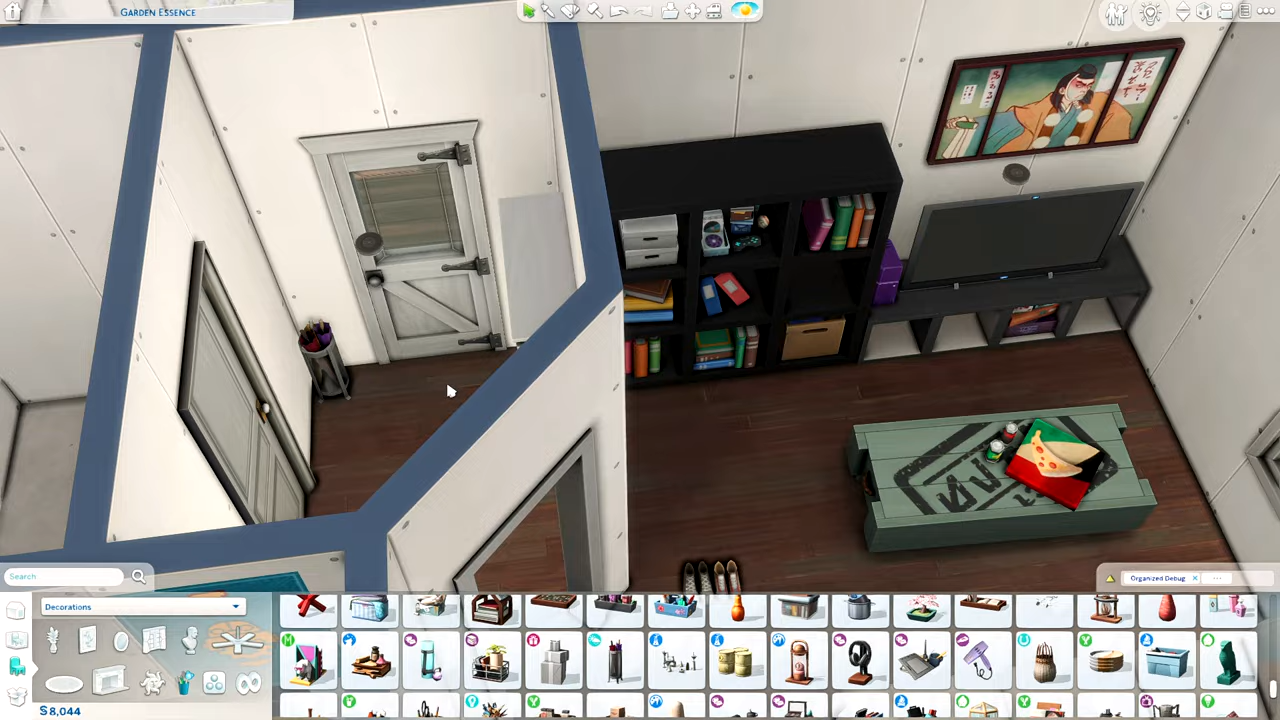 GARDEN ESSENCE
Search
Organized Debug
Decorations
§8,044